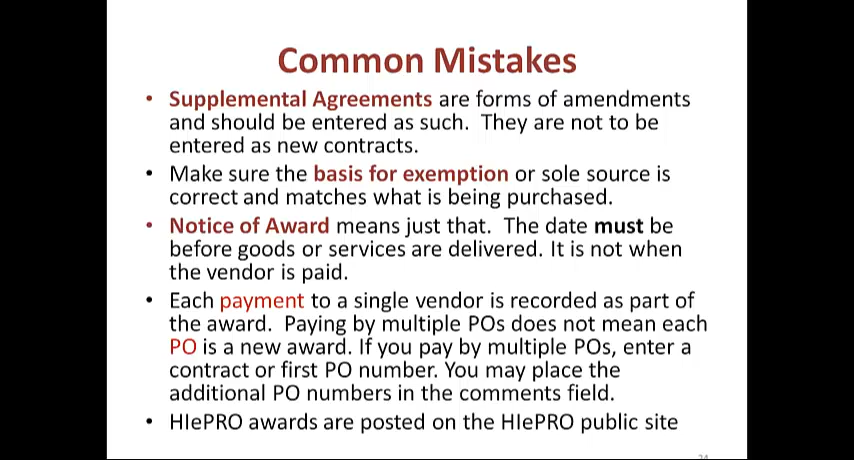 Common Mistakes
• Supplemental Agreements are forms of amendments
and should be entered as such.  They are not to be
entered as new contracts.
• Make sure the basis for exemption or sole source is
correct and matches what is being purchased.
• Notice of Award means just that.  The date must be
before goods or services are delivered. It is not when
the vendor is paid.
• Each payment to a single vendor is recorded as part of
the award.  Paying by multiple POs does not mean each
PO is a new award. If you pay by multiple POs, enter a
contract or first PO number. You may place the
additional PO numbers in the comments field.
• HIePRO awards are posted on the HIePRO public site